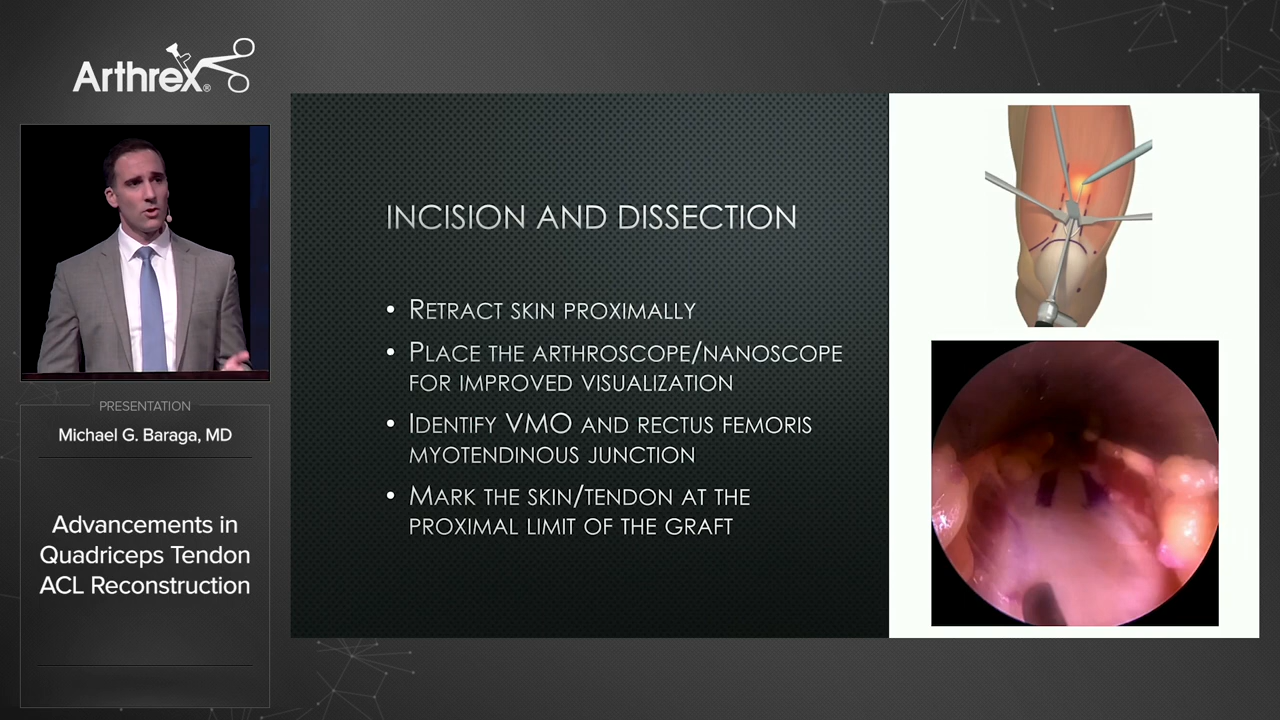 Arthrex®
PRESENTATION
Michael G. Baraga, MD
Advancements in
Quadriceps Tendon
ACL Reconstruction
INCISION AND DISSECTION
• RETRACT SKIN PROXIMALLY
• PLACE THE ARTHROSCOPE/NANOSCOPE
FOR IMPROVED VISUALIZATION
• IDENTIFY VMO AND RECTUS FEMORIS
MYOTENDINOUS JUNCTION
• MARK THE SKIN/TENDON AT THE
PROXIMAL LIMIT OF THE GRAFT